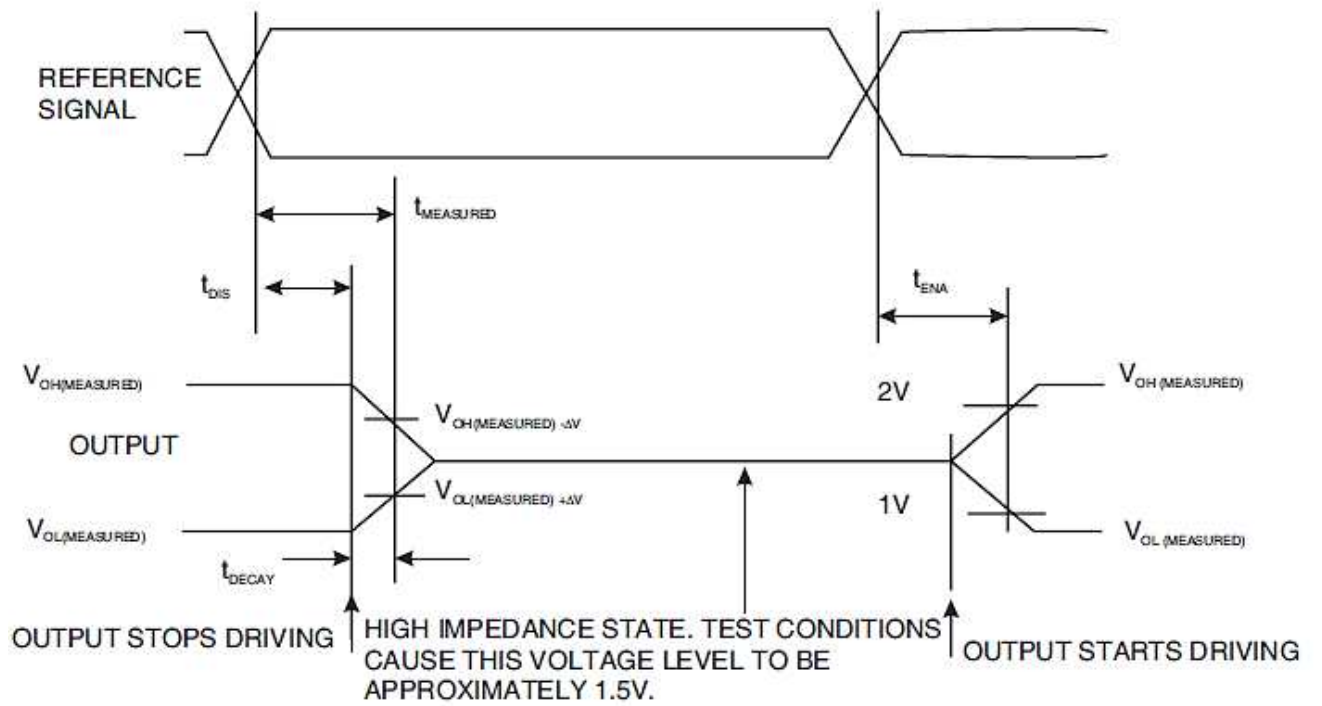 REFERENCE
SIGNAL
tMEASURED
tDIS
tENA
VOH(MEASURED)
2V
VOH (MEASURED)
VOH (MEASURED) -ΔV
OUTPUT
VOL(MEASURED) +ΔV
1V
VOL(MEASURED)
VOL (MEASURED)
tDECAY
OUTPUT STOPS DRIVING
HIGH IMPEDANCE STATE. TEST CONDITIONS
CAUSE THIS VOLTAGE LEVEL TO BE
APPROXIMATELY 1.5V.
OUTPUT STARTS DRIVING